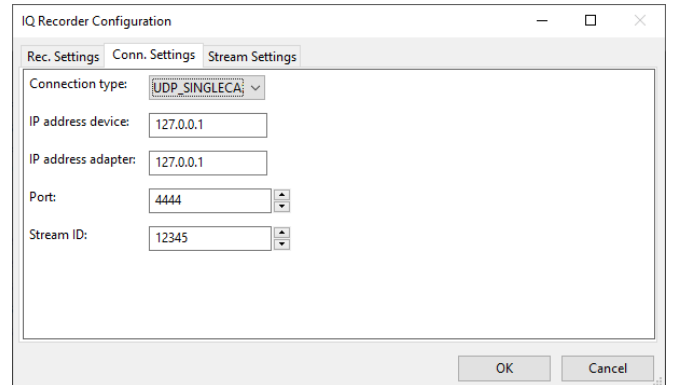 IQ Recorder Configuration
Rec. Settings Conn. Settings Stream Settings
Connection type: UDP_SINGLECA
IP address device: 127.0.0.1
IP address adapter: 127.0.0.1
Port: 4444
Stream ID: 12345
OK Cancel